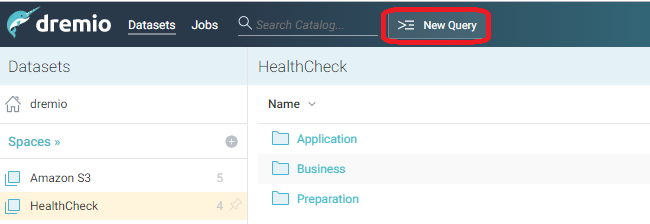 dremio Datasets Jobs Search Catalog... New Query
Datasets
dremio
Spaces »
Amazon S3 5
HealthCheck 4
HealthCheck
Name
Application
Business
Preparation